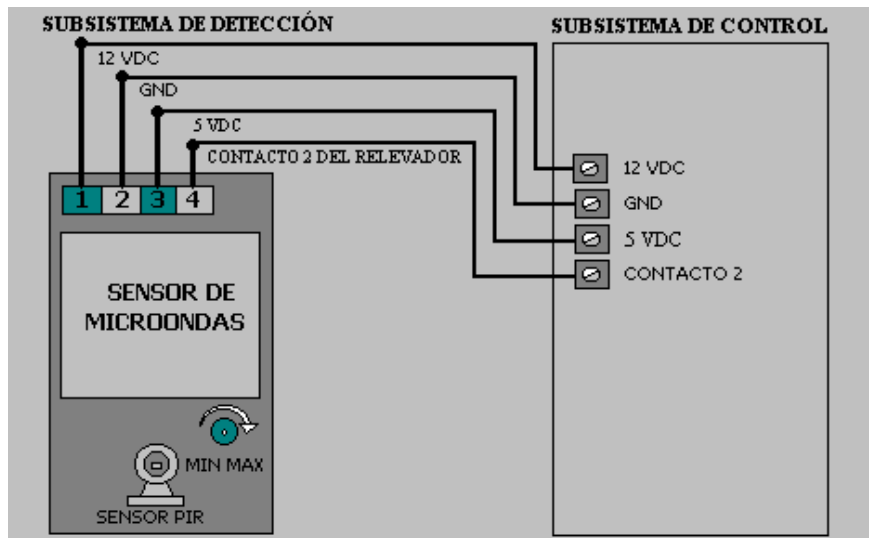 SUBSISTEMA DE DETECCIÓN
SUBSISTEMA DE CONTROL
12 VDC
GND
5 VDC
CONTACTO 2 DEL RELEVADOR
1 2 3 4
12 VDC
GND
5 VDC
CONTACTO 2
SENSOR DE
MICROONDAS
MIN MAX
SENSOR PIR